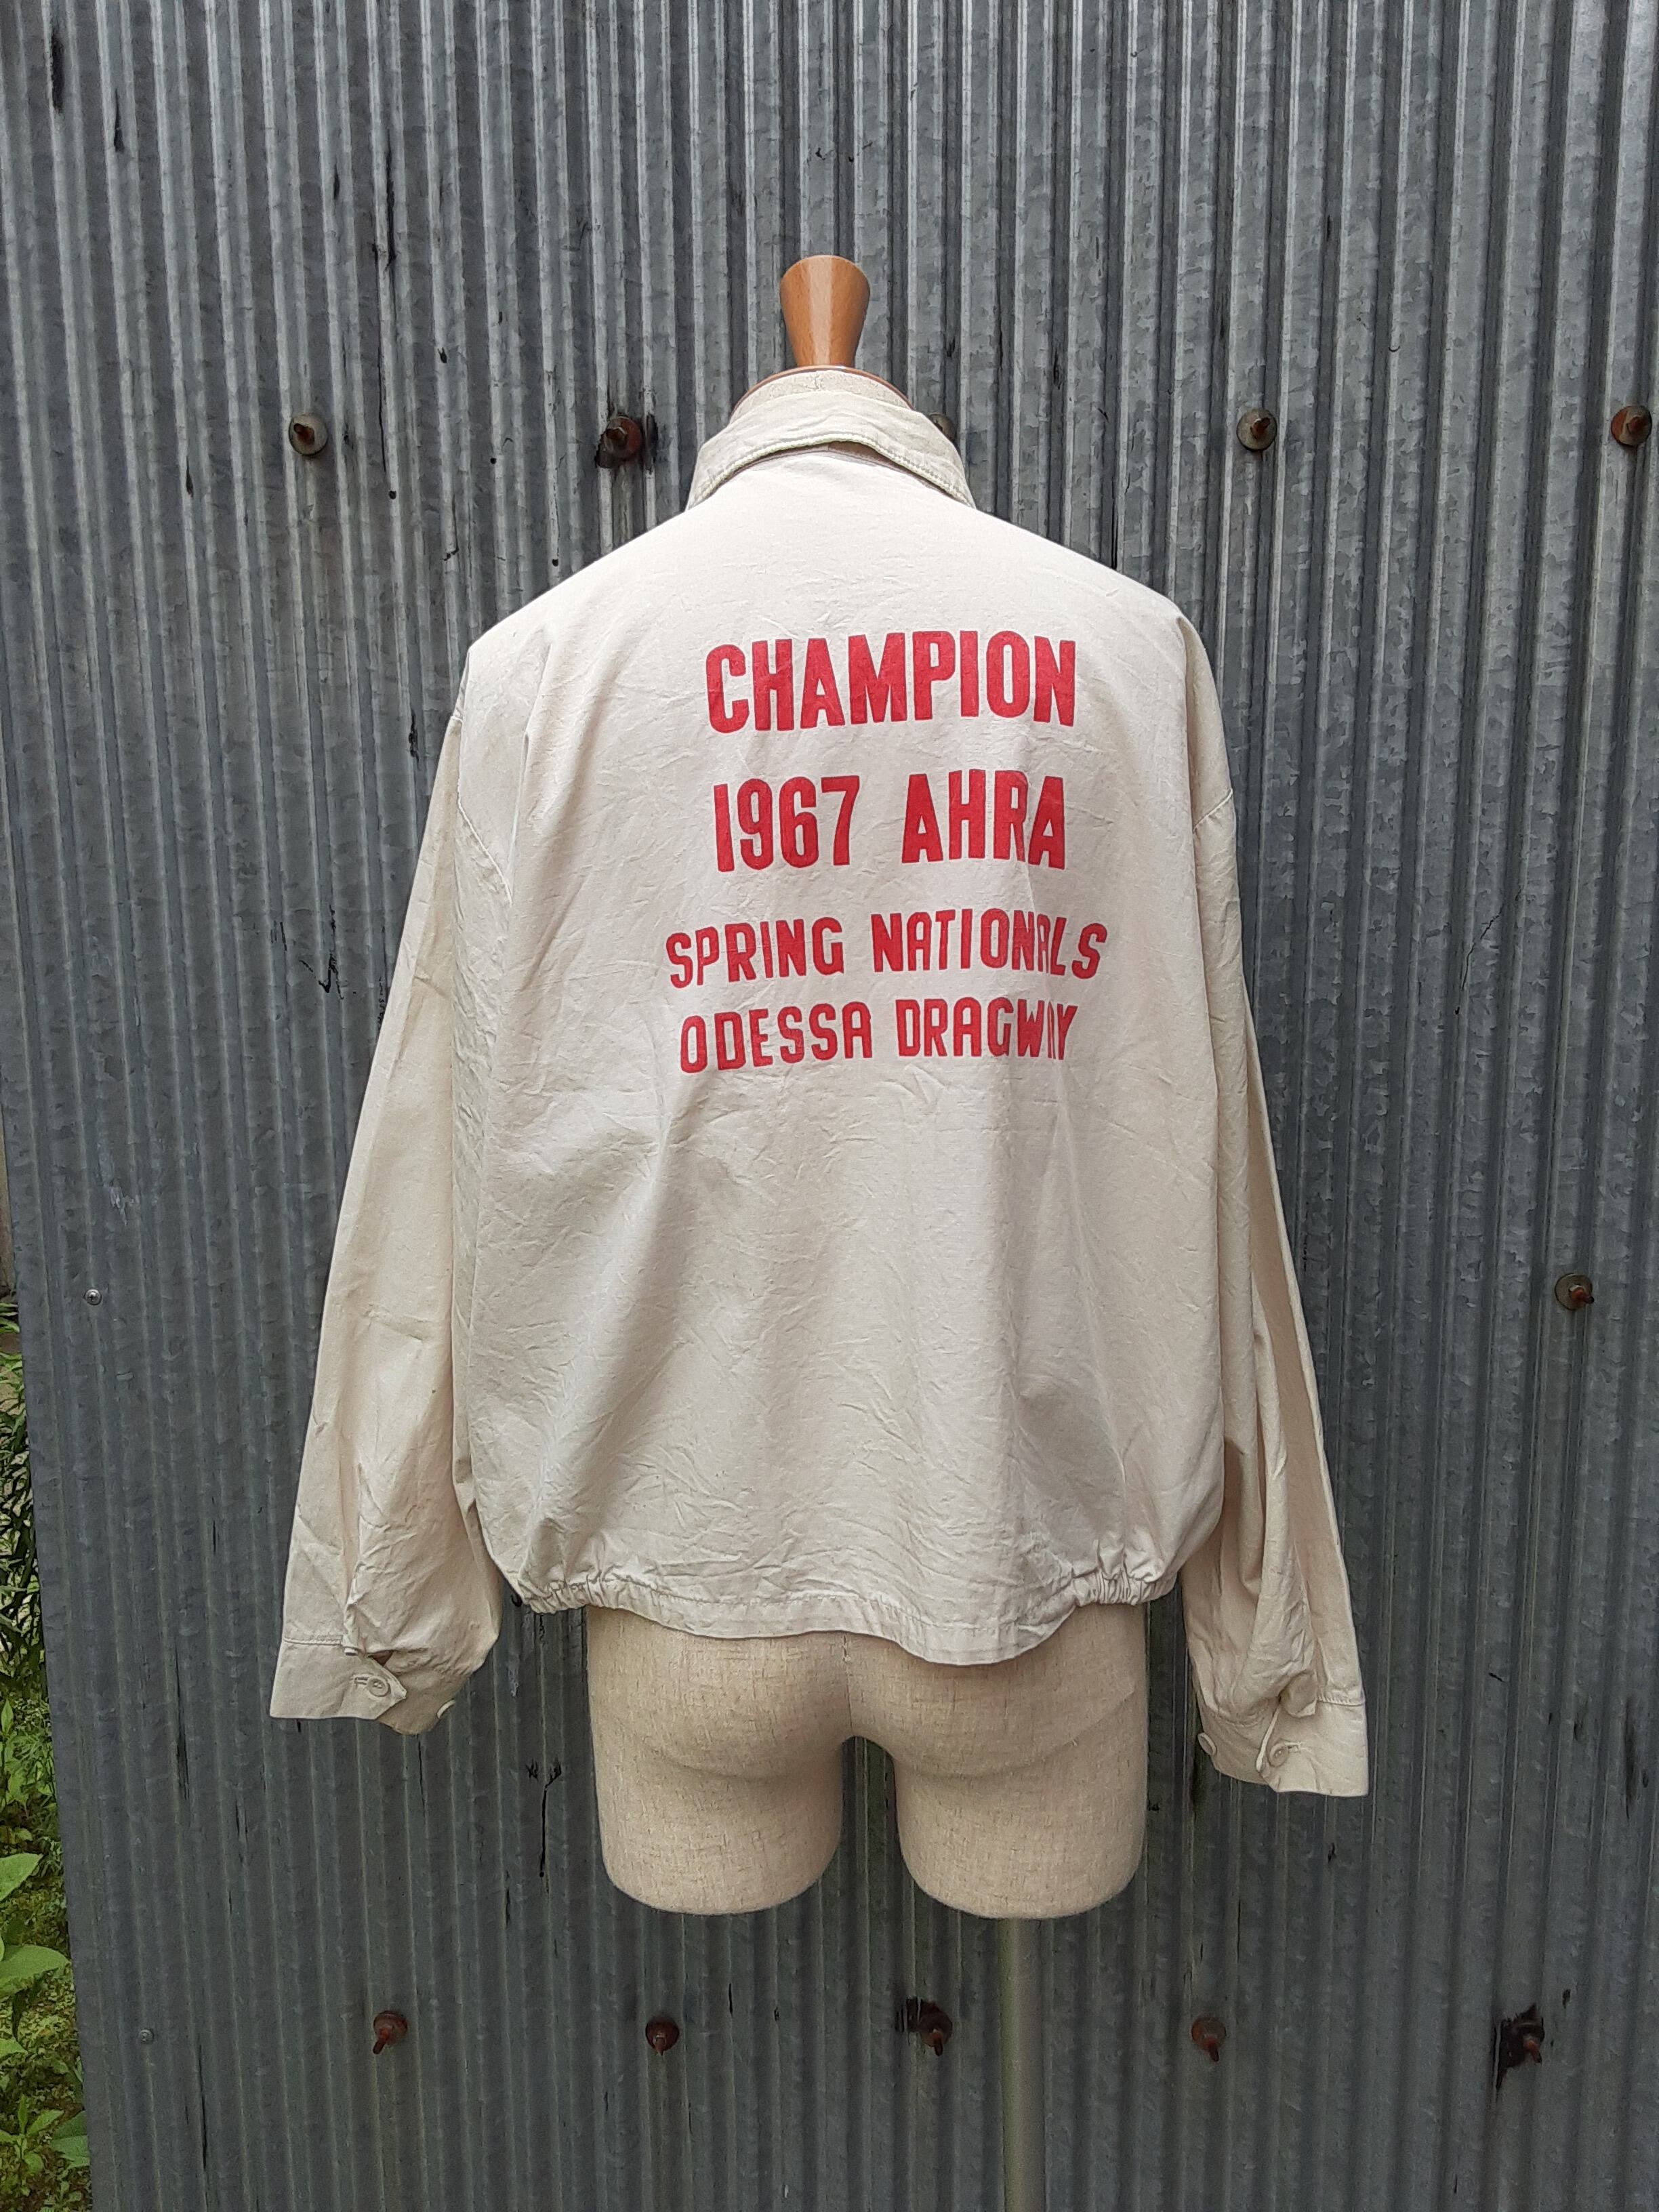 CHAMPION
1967 AHRA
SPRING NATIONALS
ODESSA DRAGWAY